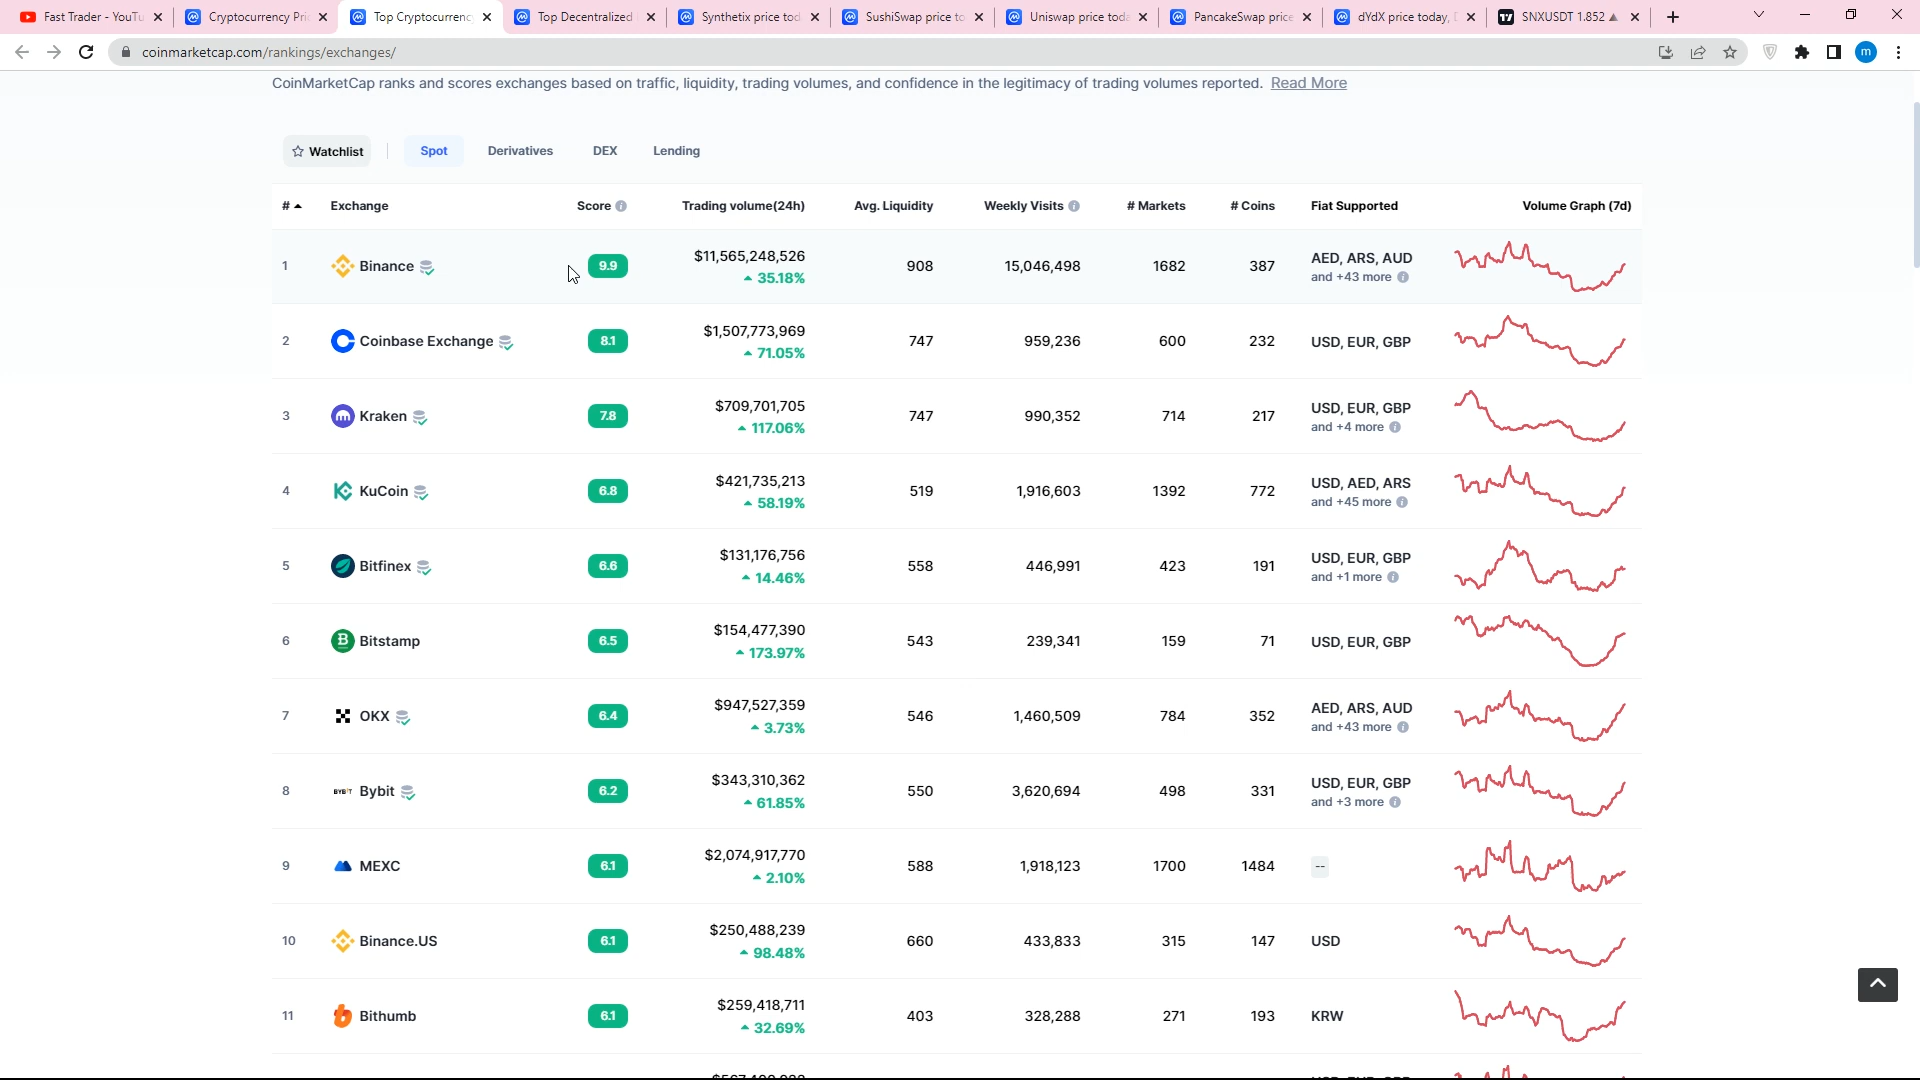 Fast Trader - YouTu
Cryptocurrency Pri
Top Cryptocurrenc
Top Decentralized
Synthetix price tod
SushiSwap price to
Uniswap price toda
PancakeSwap price
dYdX price today,
SNXUSDT 1.852 ▲
coinmarketcap.com/rankings/exchanges/
m
CoinMarketCap ranks and scores exchanges based on traffic, liquidity, trading volumes, and confidence in the legitimacy of trading volumes reported. Read More
Watchlist Spot Derivatives DEX Lending
# Exchange Score Trading volume(24h) Avg. Liquidity Weekly Visits # Markets # Coins Fiat Supported Volume Graph (7d)
1 Binance 9.9 $11,565,248,526 908 15,046,498 1682 387 AED, ARS, AUD
35.18% and +43 more
2 Coinbase Exchange 8.1 $1,507,773,969 747 959,236 600 232 USD, EUR, GBP
71.05%
3 Kraken 7.8 $709,701,705 747 990,352 714 217 USD, EUR, GBP
117.06% and +4 more
4 KuCoin 6.8 $421,735,213 519 1,916,603 1392 772 USD, AED, ARS
58.19% and +45 more
5 Bitfinex 6.6 $131,176,756 558 446,991 423 191 USD, EUR, GBP
14.46% and +1 more
6 Bitstamp 6.5 $154,477,390 543 239,341 159 71 USD, EUR, GBP
173.97%
7 OKX 6.4 $947,527,359 546 1,460,509 784 352 AED, ARS, AUD
3.73% and +43 more
8 BYBIT Bybit 6.2 $343,310,362 550 3,620,694 498 331 USD, EUR, GBP
61.85% and +3 more
9 MEXC 6.1 $2,074,917,770 588 1,918,123 1700 1484 --
2.10%
10 Binance.US 6.1 $250,488,239 660 433,833 315 147 USD
98.48%
11 Bithumb 6.1 $259,418,711 403 328,288 271 193 KRW
32.69%